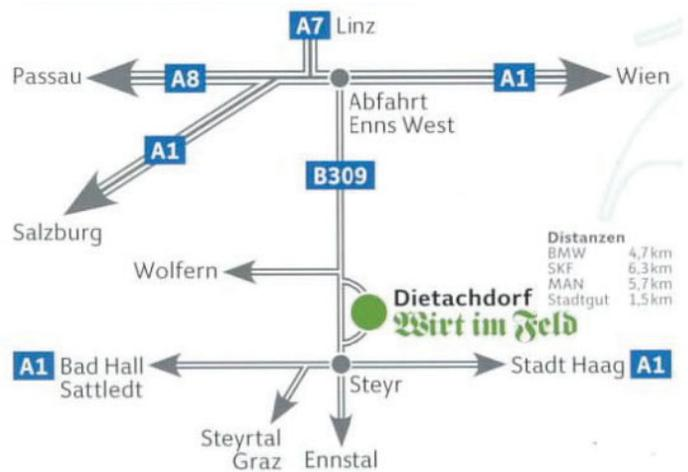 A7 Linz
Passau A8 A1 Wien
Abfahrt
Enns West
A1
B309
Salzburg
Wolfern
Distanzen
BMW 4,7km
SKF 6,3km
MAN 5,7km
Stadtgut 1,5km
Dietachdorf
Wirt im Feld
A1 Bad Hall
Sattledt
Steyr
Stadt Haag A1
Steyrtal
Graz
Ennstal